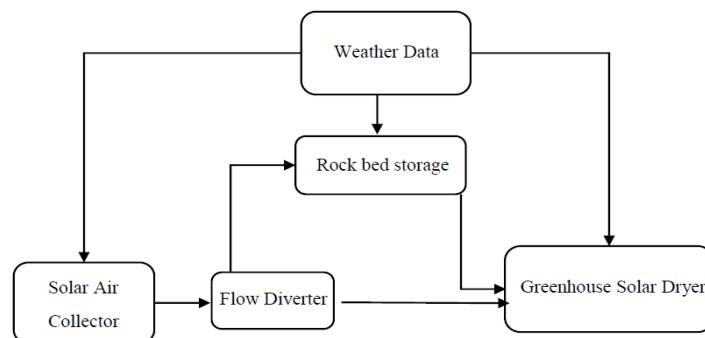 Weather Data
Rock bed storage
Solar Air
Collector
Flow Diverter
Greenhouse Solar Dryer